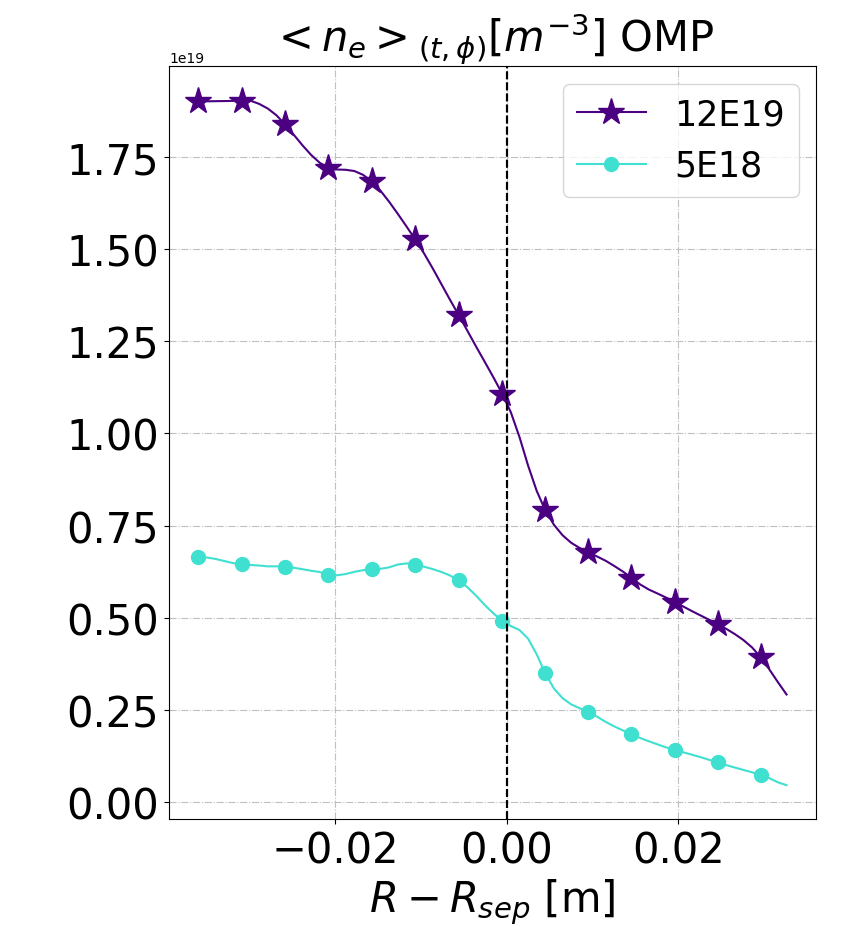 < n_e >_(t, ϕ)[m^−3] OMP
1e19
12E19
5E18
1.75
1.50
1.25
1.00
0.75
0.50
0.25
0.00
−0.02 0.00 0.02
R − R_sep [m]